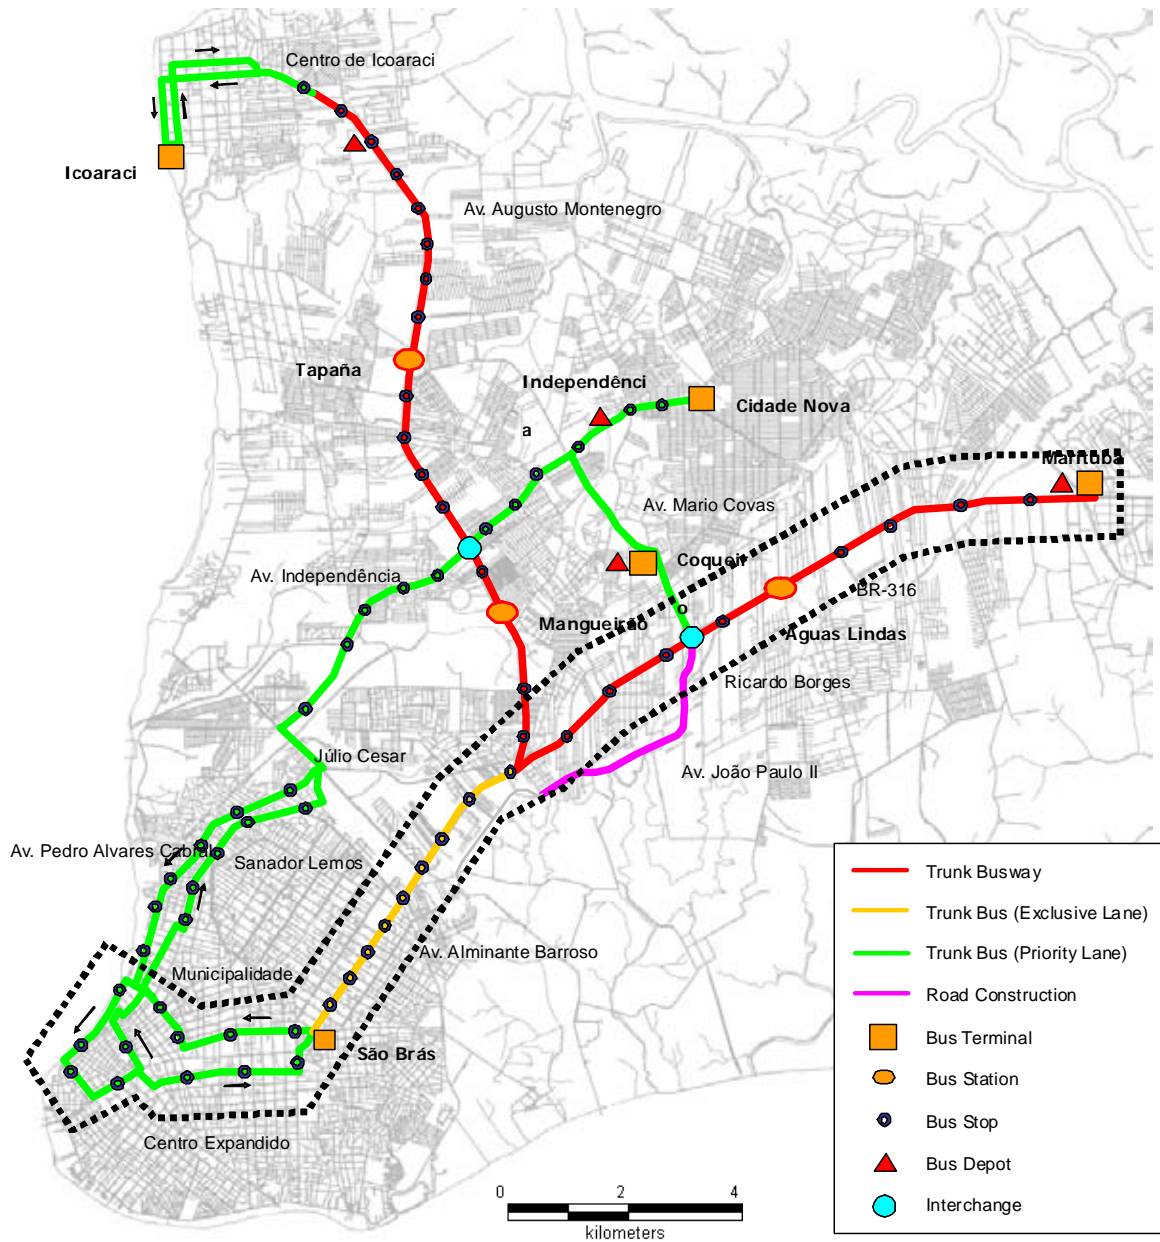 Centro de Icoaraci
Icoaraci
Av. Augusto Montenegro
Tapaña
Independênci
a
Cidade Nova
Marituba
Av. Mario Covas
Coqueir
o
Av. Independência
BR-316
Mangueirão
Aguas Lindas
Ricardo Borges
Júlio Cesar
Av. João Paulo II
Av. Pedro Alvares Cabral
Sanador Lemos
Av. Alminante Barroso
Municipalidade
São Brás
Centro Expandido
0 2 4
kilometers
Trunk Busway
Trunk Bus (Exclusive Lane)
Trunk Bus (Priority Lane)
Road Construction
Bus Terminal
Bus Station
Bus Stop
Bus Depot
Interchange